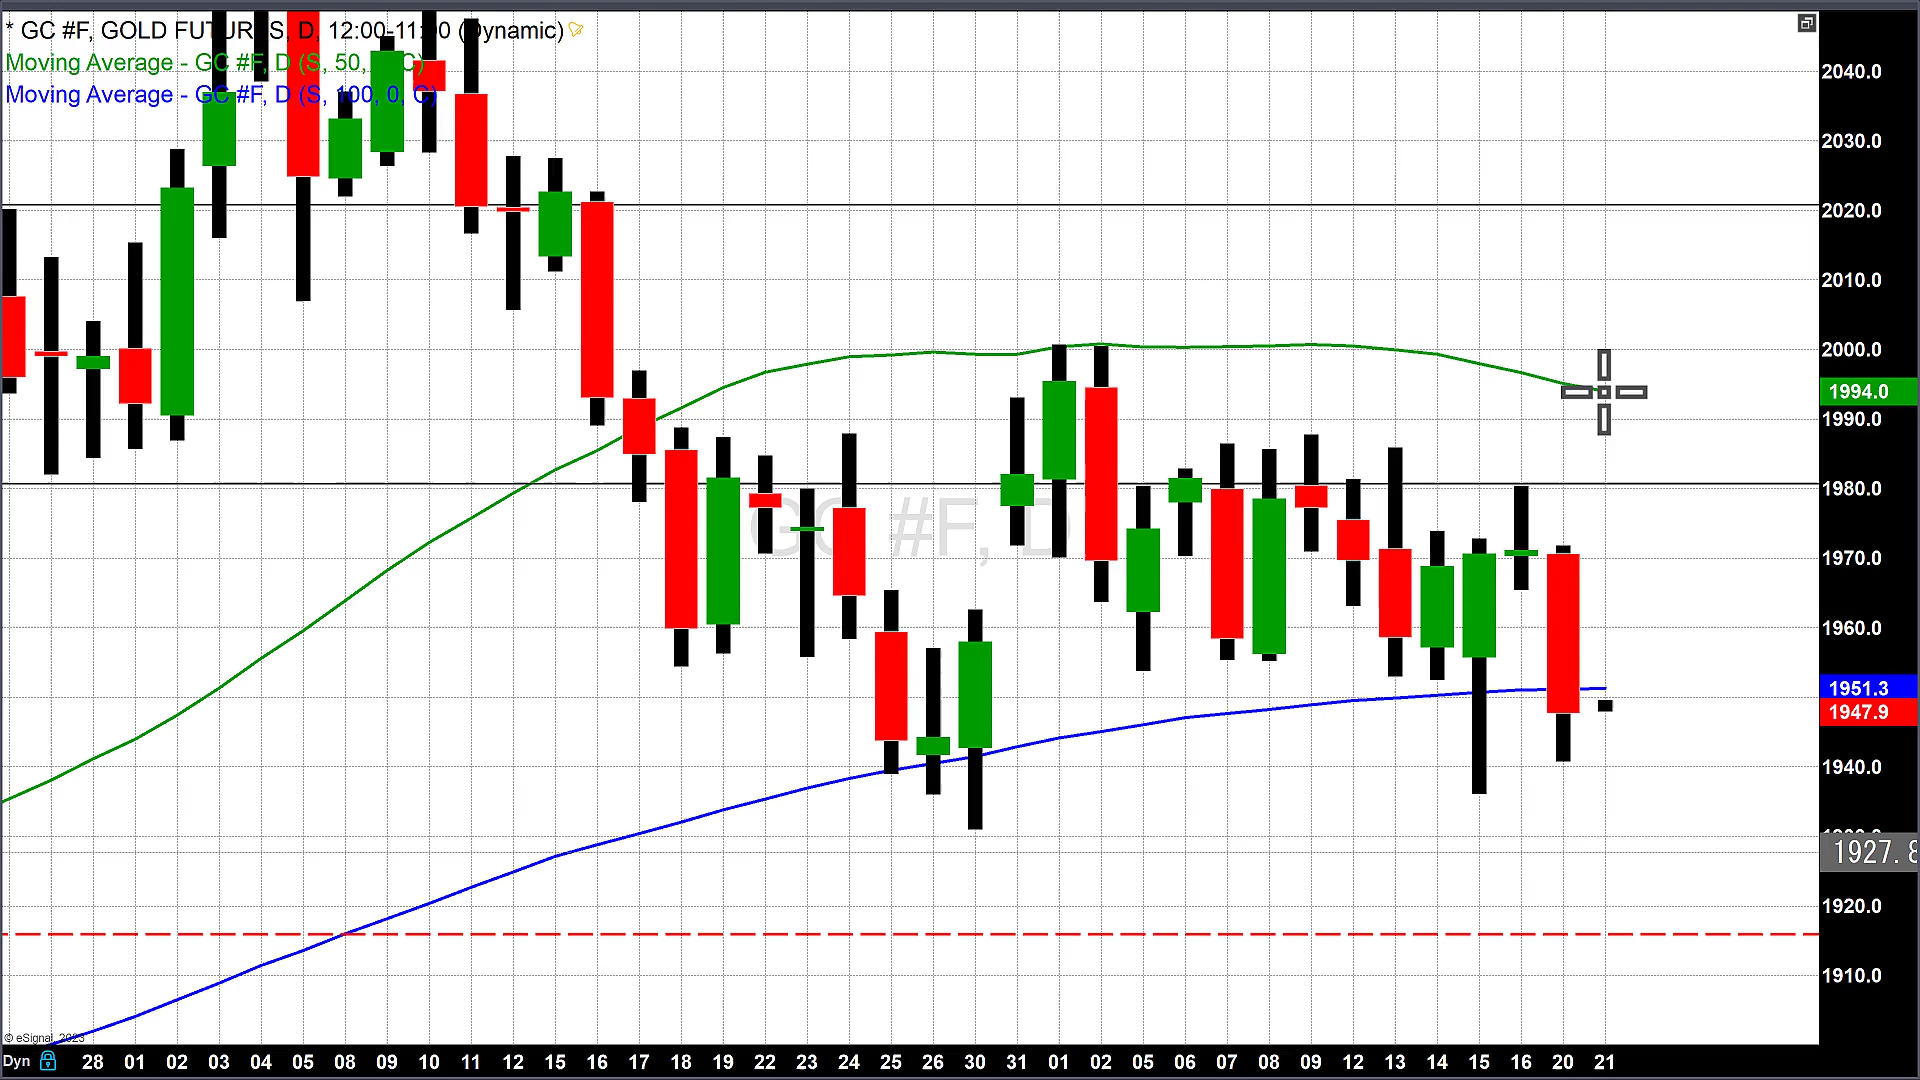 * GC #F, GOLD FUTURES, D, 12:00-11:00 (Dynamic)
Moving Average - GC #F, D (S, 50, C)
Moving Average - GC #F, D (S, 100, 0, C)
GC #F, D
2040.0
2030.0
2020.0
2010.0
2000.0
1994.0
1990.0
1980.0
1970.0
1960.0
1951.3
1947.9
1940.0
1927.8
1920.0
1910.0
© eSignal, 2023
Dyn 28 01 02 03 04 05 08 09 10 11 12 15 16 17 18 19 22 23 24 25 26 30 31 01 02 05 06 07 08 09 12 13 14 15 16 20 21